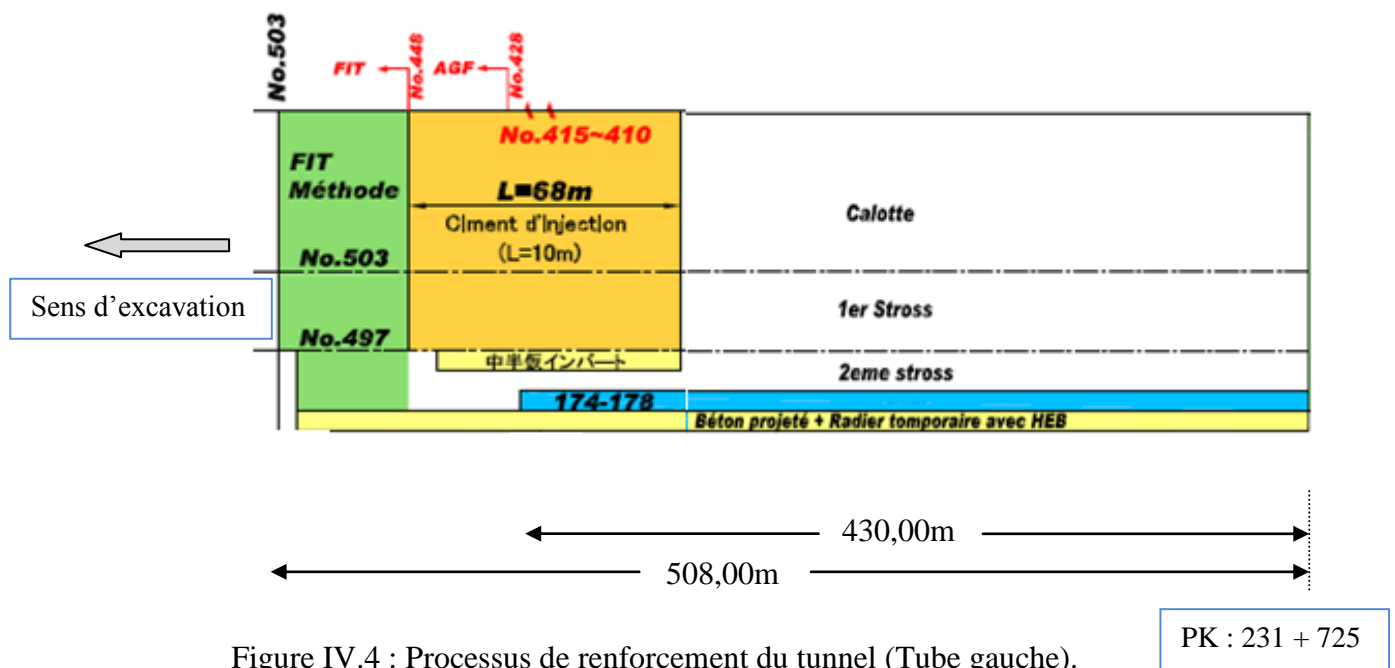 No.503
FIT
No.448
AGF
No.428
No.415~410
FIT
Méthode
L=68m
Ciment d'Injection
(L=10m)
Calotte
No.503
Sens d'excavation
1er Stross
No.497
中半仮インバート
2eme stross
174-178
Béton projeté + Radier tomporaire avec HEB
430,00m
508,00m
PK : 231 + 725
Figure IV.4 : Processus de renforcement du tunnel (Tube gauche).